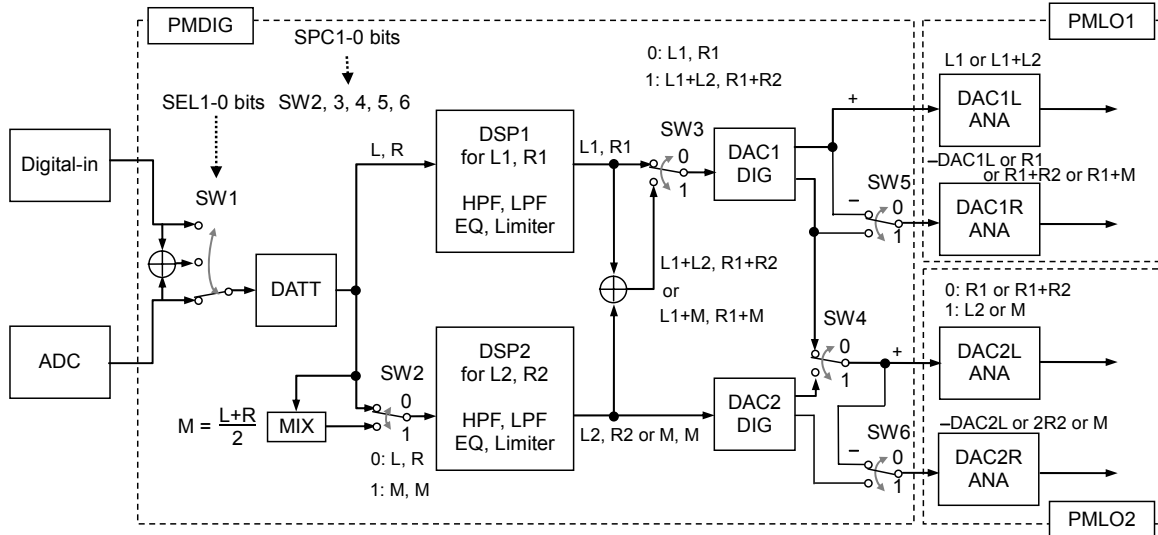 PMDIG
SPC1-0 bits
SEL1-0 bits
SW2, 3, 4, 5, 6
0: L1, R1
1: L1+L2, R1+R2
PMLO1
L1 or L1+L2
Digital-in
SW1
L, R
DSP1
for L1, R1
HPF, LPF
EQ, Limiter
L1, R1
SW3
0
1
DAC1
DIG
+
−
SW5
0
1
DAC1L
ANA
−DAC1L or R1
or R1+R2 or R1+M
DAC1R
ANA
DATT
L1+L2, R1+R2
or
L1+M, R1+M
SW4
0
1
+
0: R1 or R1+R2
1: L2 or M
DAC2L
ANA
ADC
M = L+R
2
MIX
SW2
0
1
0: L, R
1: M, M
DSP2
for L2, R2
HPF, LPF
EQ, Limiter
L2, R2 or M, M
DAC2
DIG
−
SW6
0
1
−DAC2L or 2R2 or M
DAC2R
ANA
PMLO2